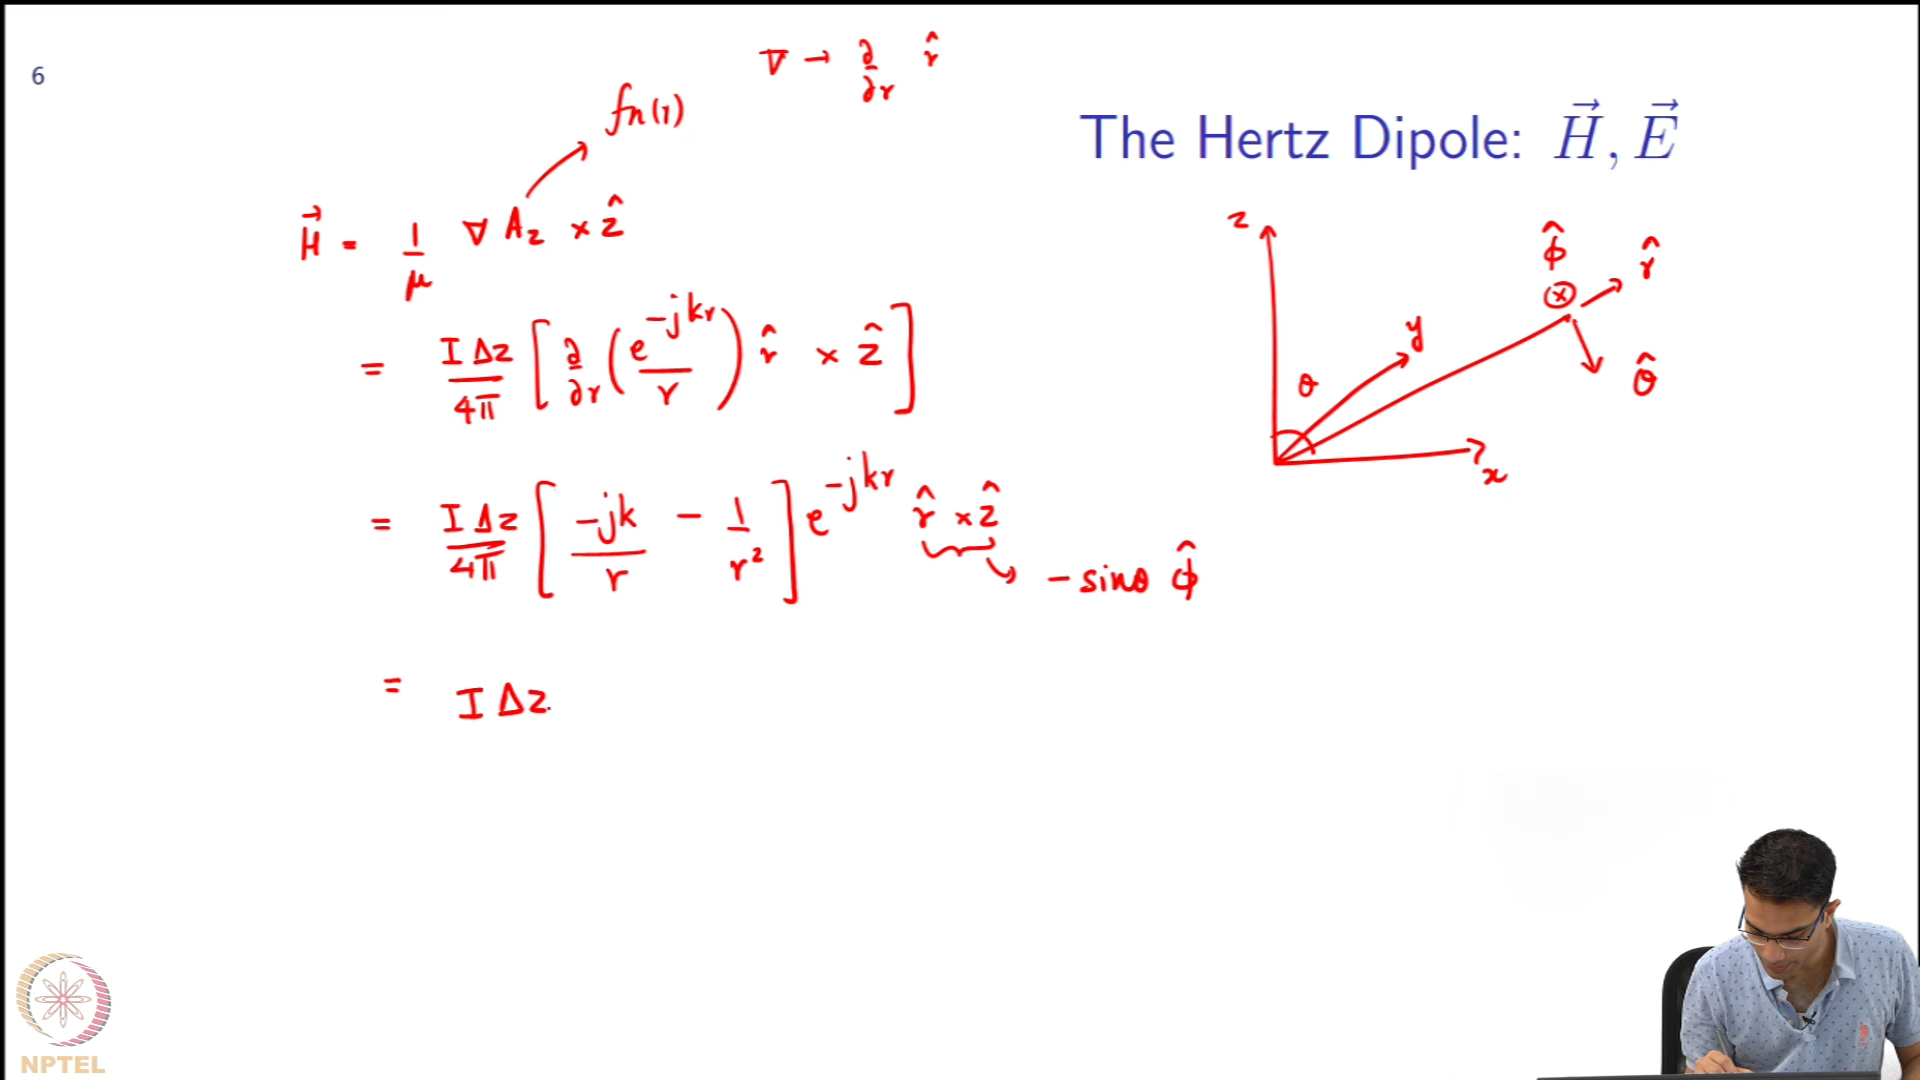 6
∇ → ∂/∂r r̂
fn(r)
The Hertz Dipole: H⃗, E⃗
H⃗ = 1/μ ∇ A_z × ẑ
= IΔz/4π [ ∂/∂r ( e^{-jkr}/r ) r̂ × ẑ ]
= IΔz/4π [ -jk/r - 1/r² ] e^{-jkr} r̂ × ẑ → - sinθ φ̂
= IΔz
z
φ̂
r̂
y
θ
θ̂
x
NPTEL